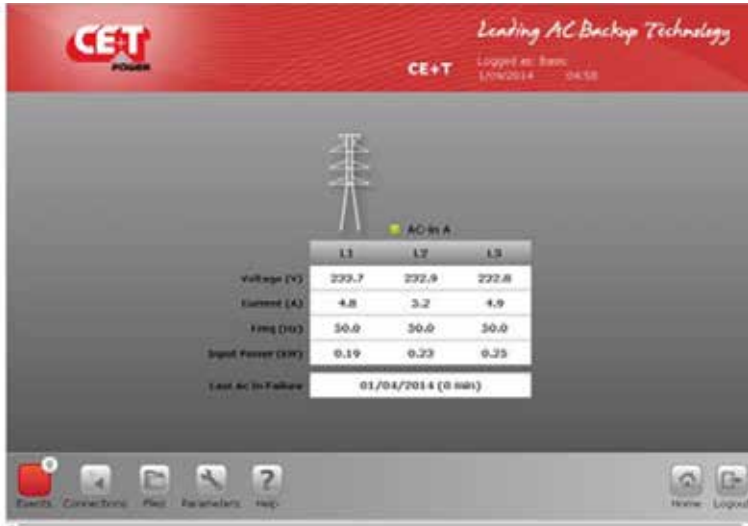 CE+T
POWER
Leading AC Backup Technology
CE+T
Logged as: Basic
1/09/2014 04:58
AC-in A
L1 L2 L3
Voltage (V) 233.7 232.9 232.8
Current (A) 4.8 5.2 4.9
Freq (Hz) 50.0 50.0 50.0
Input Power (kW) 0.19 0.23 0.25
Last Ac In Failure 01/04/2014 (0 min)
Events Connections Files Parameters Help Home Logout